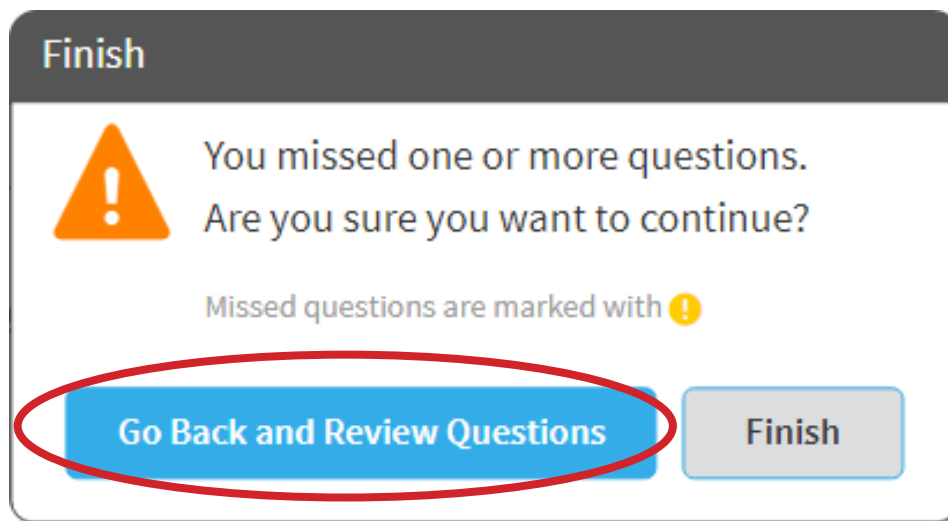 Finish
You missed one or more questions.
Are you sure you want to continue?
Missed questions are marked with !
Go Back and Review Questions
Finish